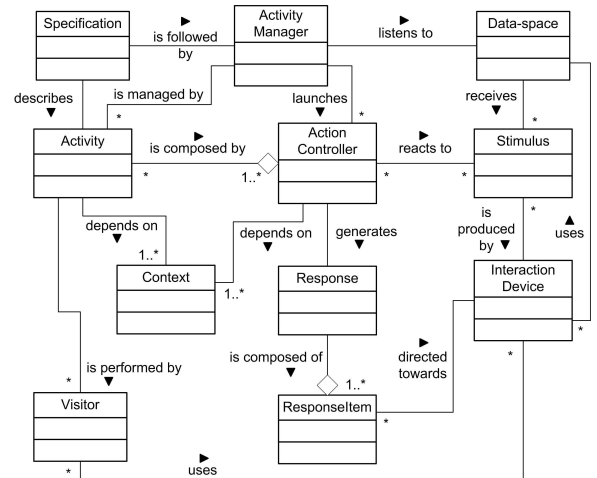 Specification
Activity
Manager
Data-space
is followed
by
listens to
describes
is managed by
*
launches
*
receives
*
Activity
Action
Controller
Stimulus
is composed by
*
1..*
reacts to
*
*
depends on
1..*
depends on
1..*
generates
*
is
produced
by
uses
Context
Response
Interaction
Device
*
*
is composed of
1..*
directed
towards
is performed by
*
Visitor
ResponseItem
*
*
uses